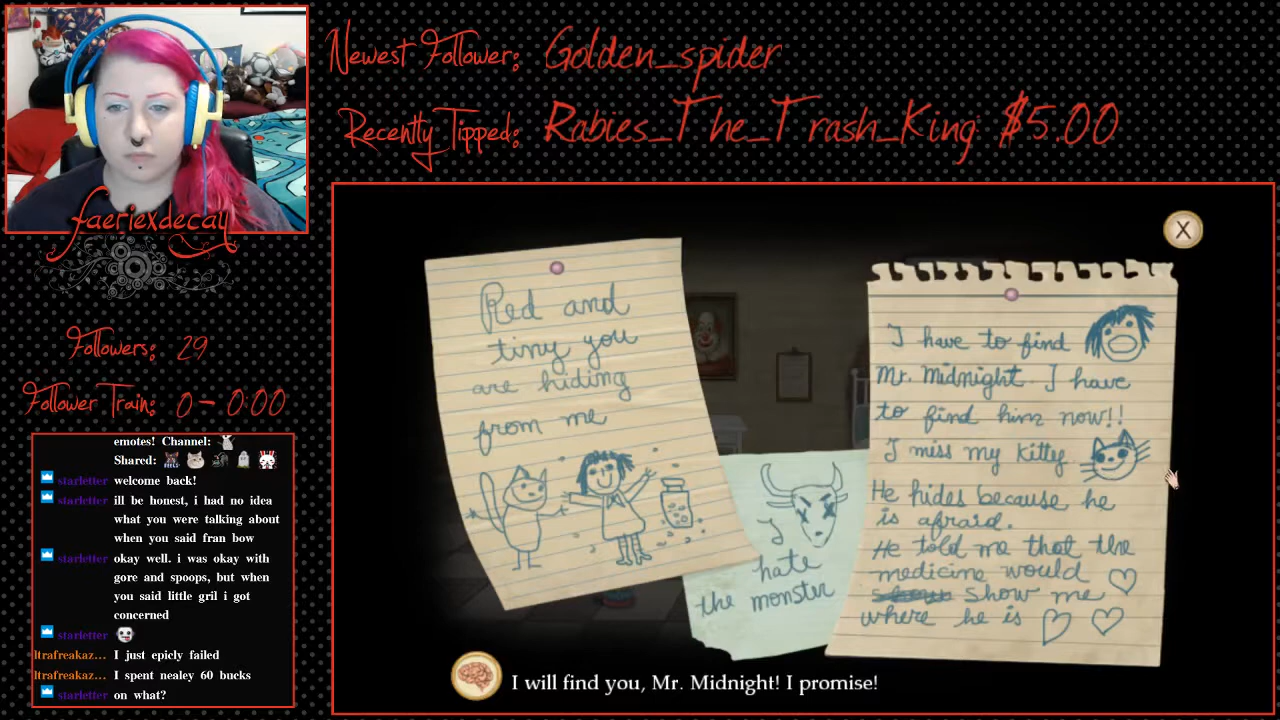 Newest Follower: Golden_spider
Recently Tipped: Rabies_The_Trash_King $5.00
faeriexdecay
Followers: 29
Follower Train: 0 - 0:00
emotes! Channel:
Shared:
starletter welcome back!
starletter ill be honest, i had no idea
what you were talking about
when you said fran bow
starletter okay well. i was okay with
gore and spoops, but when
you said little gril i got
concerned
starletter
ltrafreakaz... I just epicly failed
ltrafreakaz... I spent nealey 60 bucks
starletter on what?
X
Red and
tiny you
are hiding
from me
I
hate
the monster
I have to find
Mr. Midnight. I have
to find him now!!
I miss my kitty
He hides because he
is afraid.
He told me that the
medicine would
show me
where he is
I will find you, Mr. Midnight! I promise!